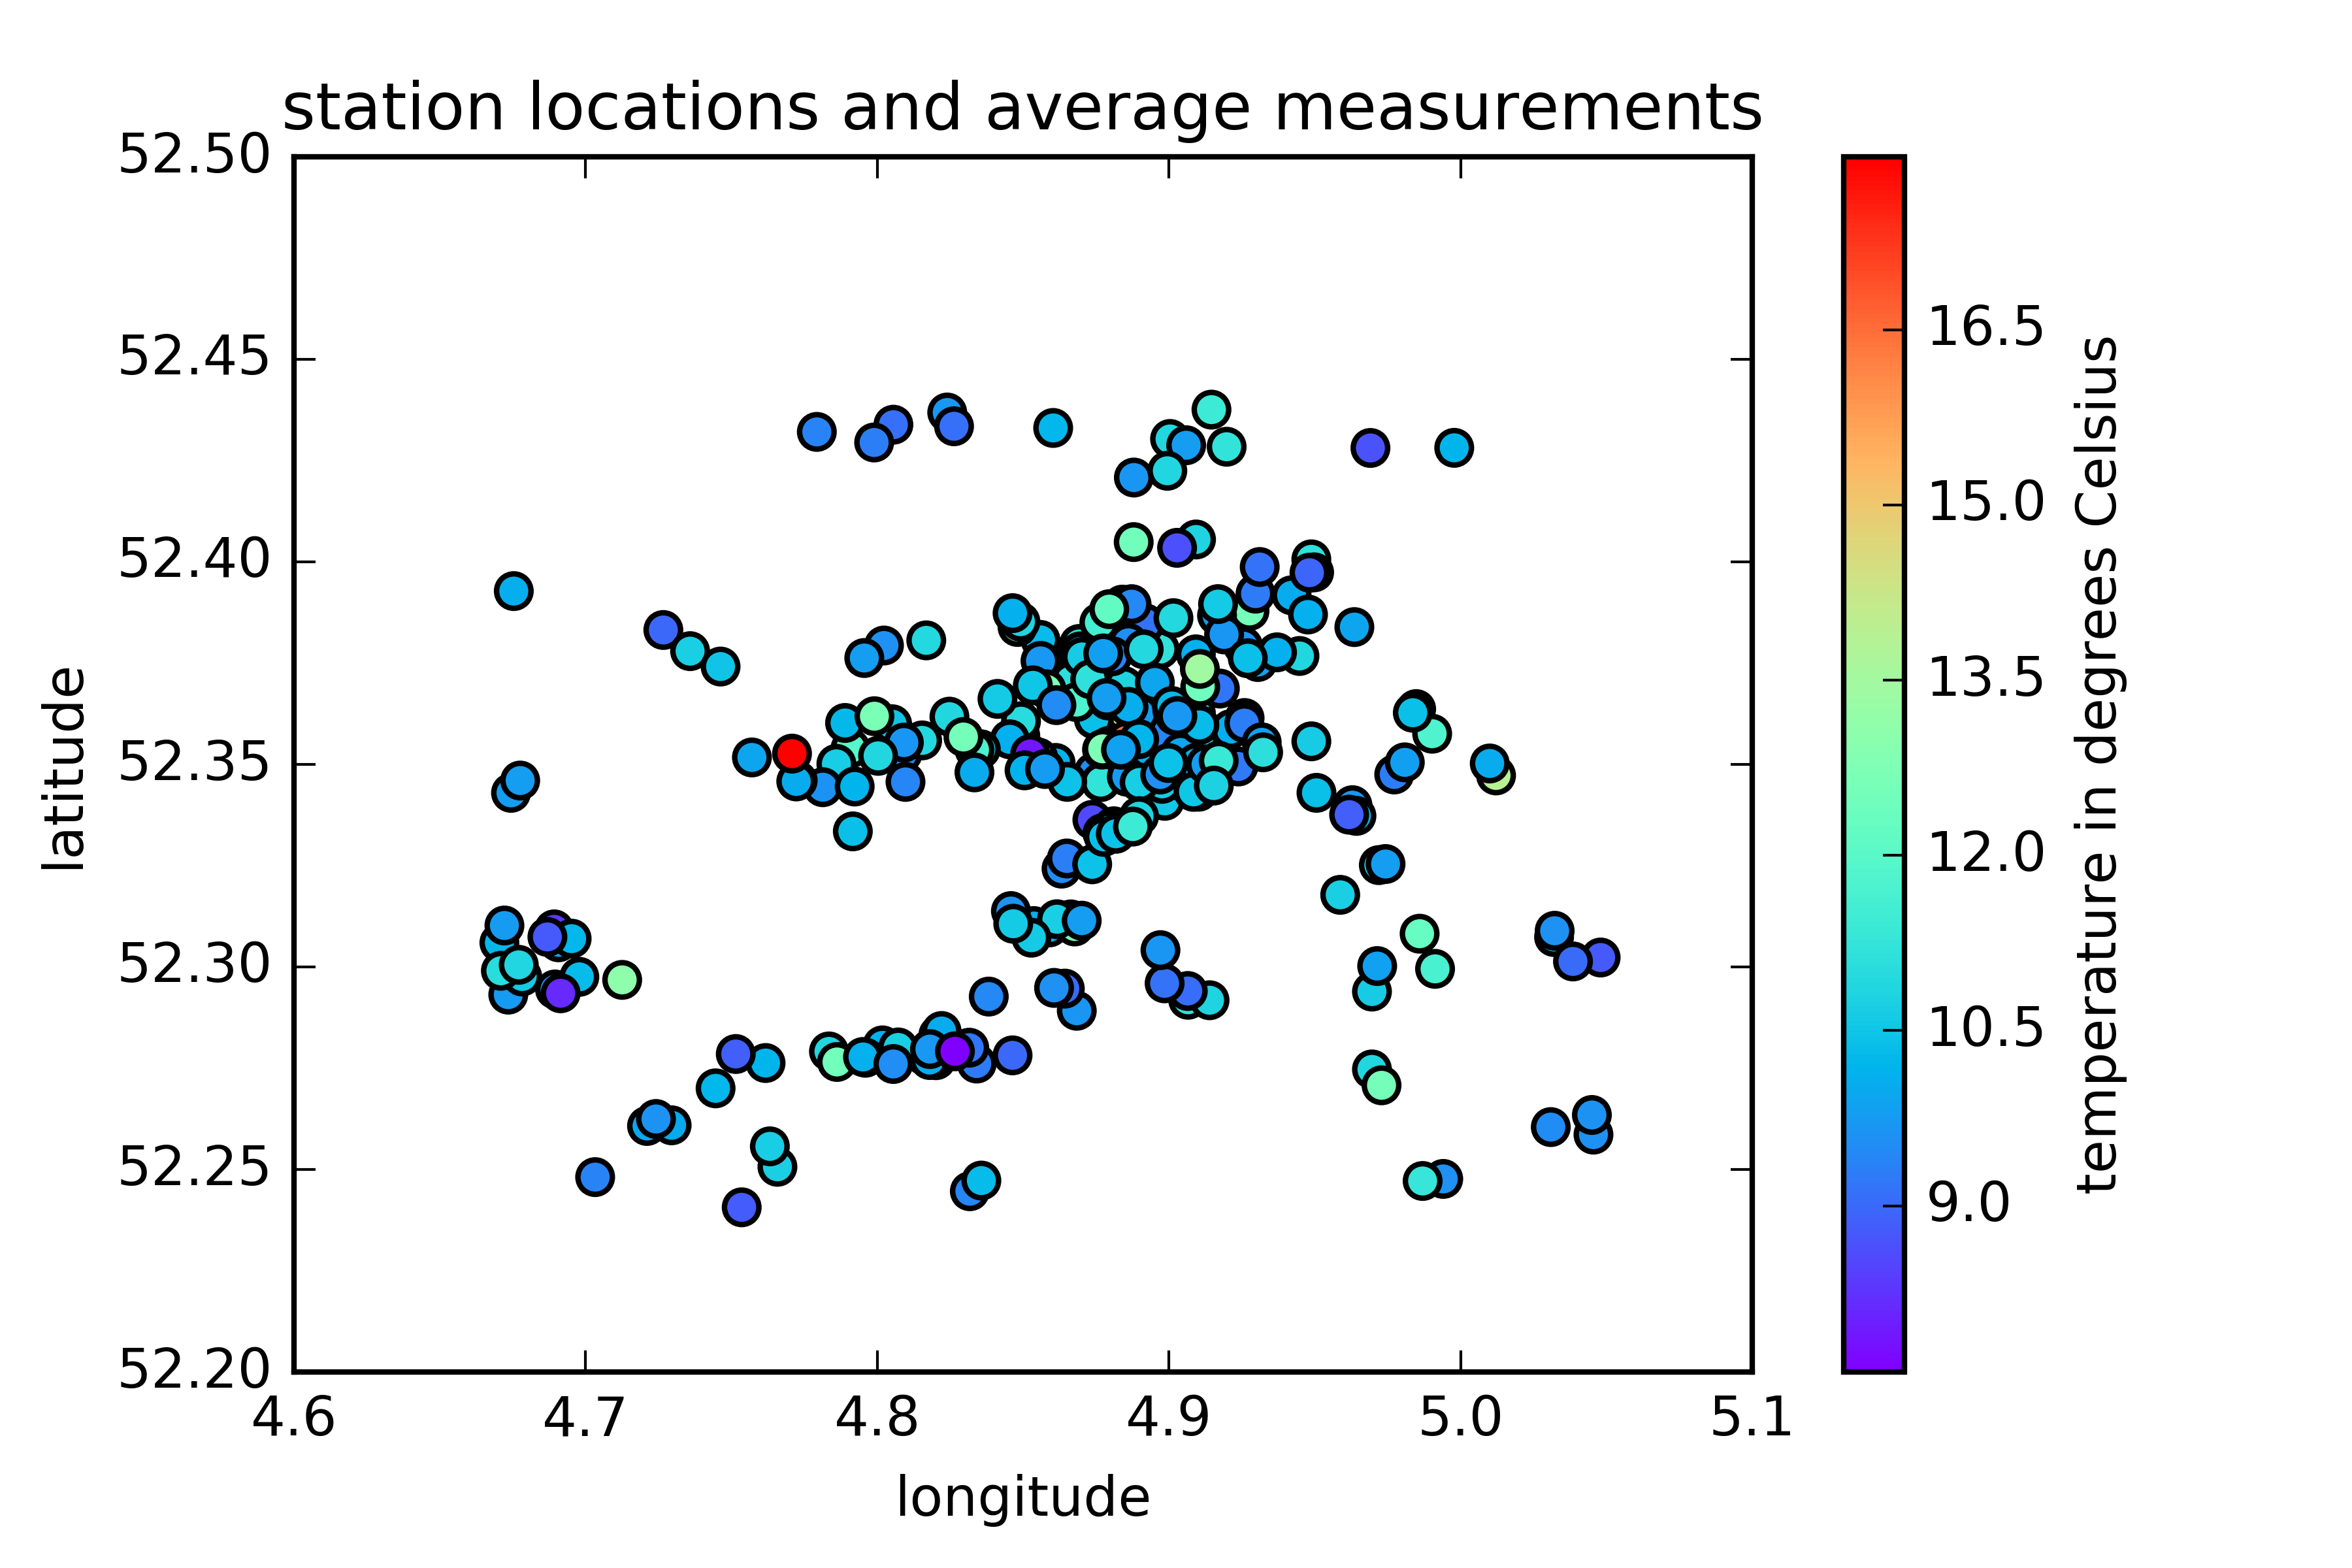 station locations and average measurements
52.50
52.45
52.40
52.35
52.30
52.25
52.20
latitude
4.6 4.7 4.8 4.9 5.0 5.1
longitude
16.5
15.0
13.5
12.0
10.5
9.0
temperature in degrees Celsius